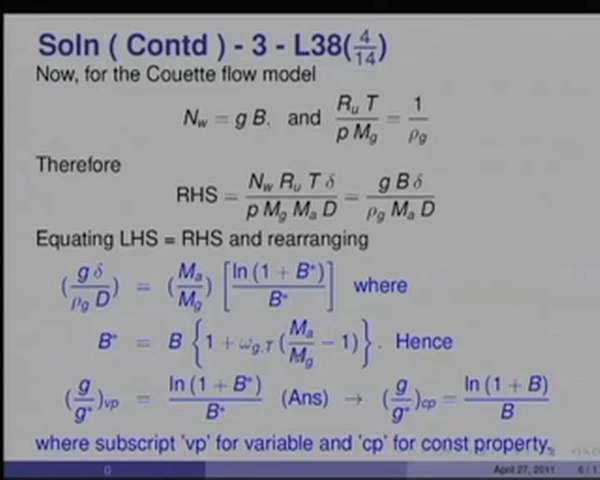 Soln ( Contd ) - 3 - L38(4/14)
Now, for the Couette flow model
N_w = g B. and R_u T / p M_g = 1 / ρ_g
Therefore
RHS = N_w R_u T δ / p M_g M_a D = g B δ / ρ_g M_a D
Equating LHS = RHS and rearranging
(g δ / ρ_g D) = (M_a / M_g) [ln (1 + B*) / B*] where
B* = B {1 + ω_g,T (M_a / M_g − 1)}. Hence
(g / g*)_vp = ln (1 + B*) / B* (Ans) → (g / g*)_cp = ln (1 + B) / B
where subscript 'vp' for variable and 'cp' for const property.
() April 27, 2011 6 / 1